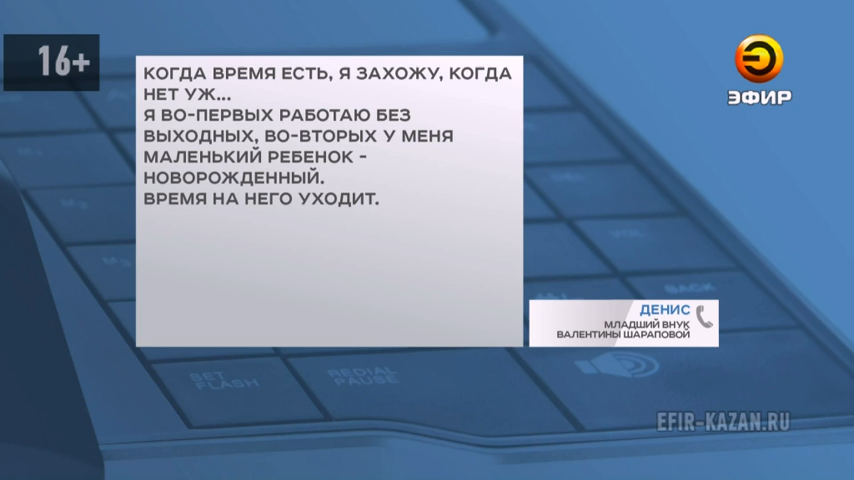 16+
КОГДА ВРЕМЯ ЕСТЬ, Я ЗАХОЖУ, КОГДА
НЕТ УЖ...
Я ВО-ПЕРВЫХ РАБОТАЮ БЕЗ
ВЫХОДНЫХ, ВО-ВТОРЫХ У МЕНЯ
МАЛЕНЬКИЙ РЕБЕНОК -
НОВОРОЖДЕННЫЙ.
ВРЕМЯ НА НЕГО УХОДИТ.
Э
ЭФИР
ДЕНИС
МЛАДШИЙ ВНУК
ВАЛЕНТИНЫ ШАРАПОВОЙ
BACK
SET
FLASH
REDIAL
PAUSE
EFIR-KAZAN.RU